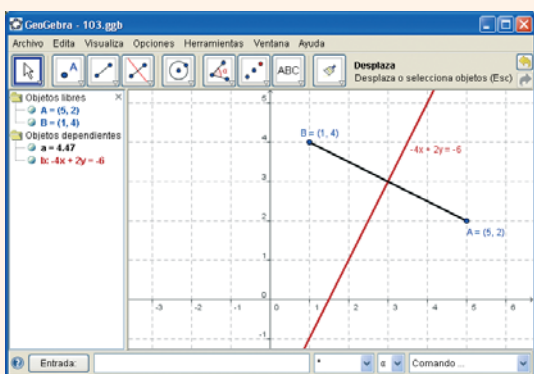 GeoGebra - 103.ggb
Archivo Edita Visualiza Opciones Herramientas Ventana Ayuda
A
α
ABC
Desplaza
Desplaza o selecciona objetos (Esc)
Objetos libres
A = (5, 2)
B = (1, 4)
Objetos dependientes
a = 4.47
b: -4x + 2y = -6
5
B = (1, 4)
4
-4x + 2y = -6
3
2
A = (5, 2)
1
0
-3 -2 -1 0 1 2 3 4 5 6
-1
Entrada:
α
Comando ...